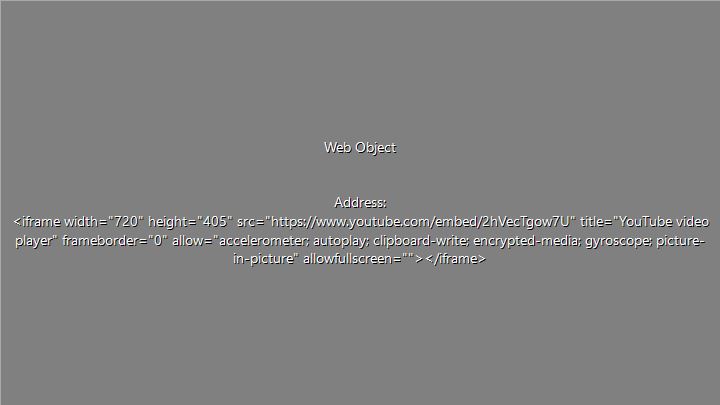 Web Object
Address:
<iframe width="720" height="405" src="https://www.youtube.com/embed/2hVecTgow7U" title="YouTube video
player" frameborder="0" allow="accelerometer; autoplay; clipboard-write; encrypted-media; gyroscope; picture-
in-picture" allowfullscreen=""></iframe>